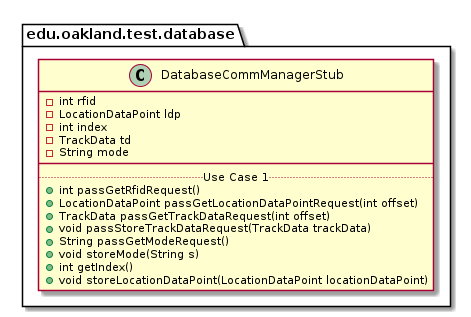 edu.oakland.test.database
C DatabaseCommManagerStub
int rfid
LocationDataPoint ldp
int index
TrackData td
String mode
Use Case 1
int passGetRfidRequest()
LocationDataPoint passGetLocationDataPointRequest(int offset)
TrackData passGetTrackDataRequest(int offset)
void passStoreTrackDataRequest(TrackData trackData)
String passGetModeRequest()
void storeMode(String s)
int getIndex()
void storeLocationDataPoint(LocationDataPoint locationDataPoint)